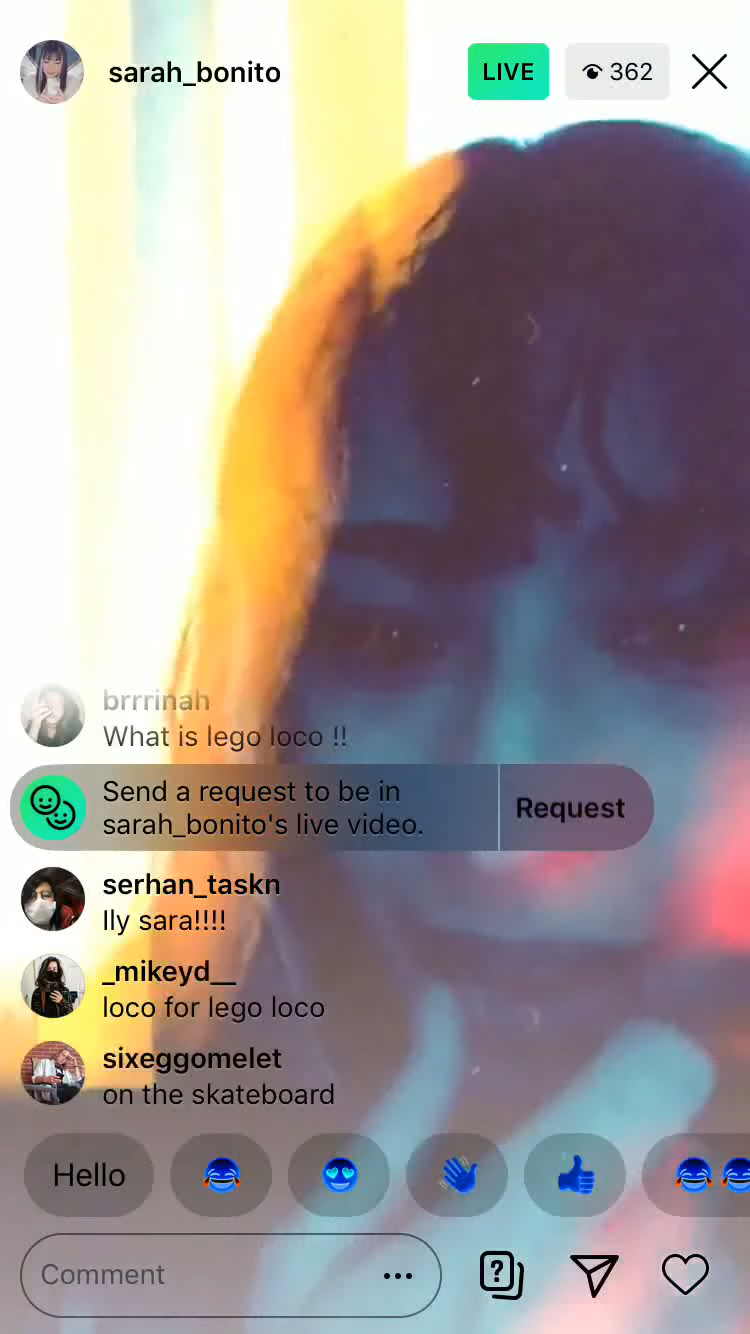 sarah_bonito
LIVE
362
brrrinah
What is lego loco !!
Send a request to be in
sarah_bonito's live video.
Request
serhan_taskn
Ily sara!!!!
_mikeyd__
loco for lego loco
sixeggomelet
on the skateboard
Hello
Comment